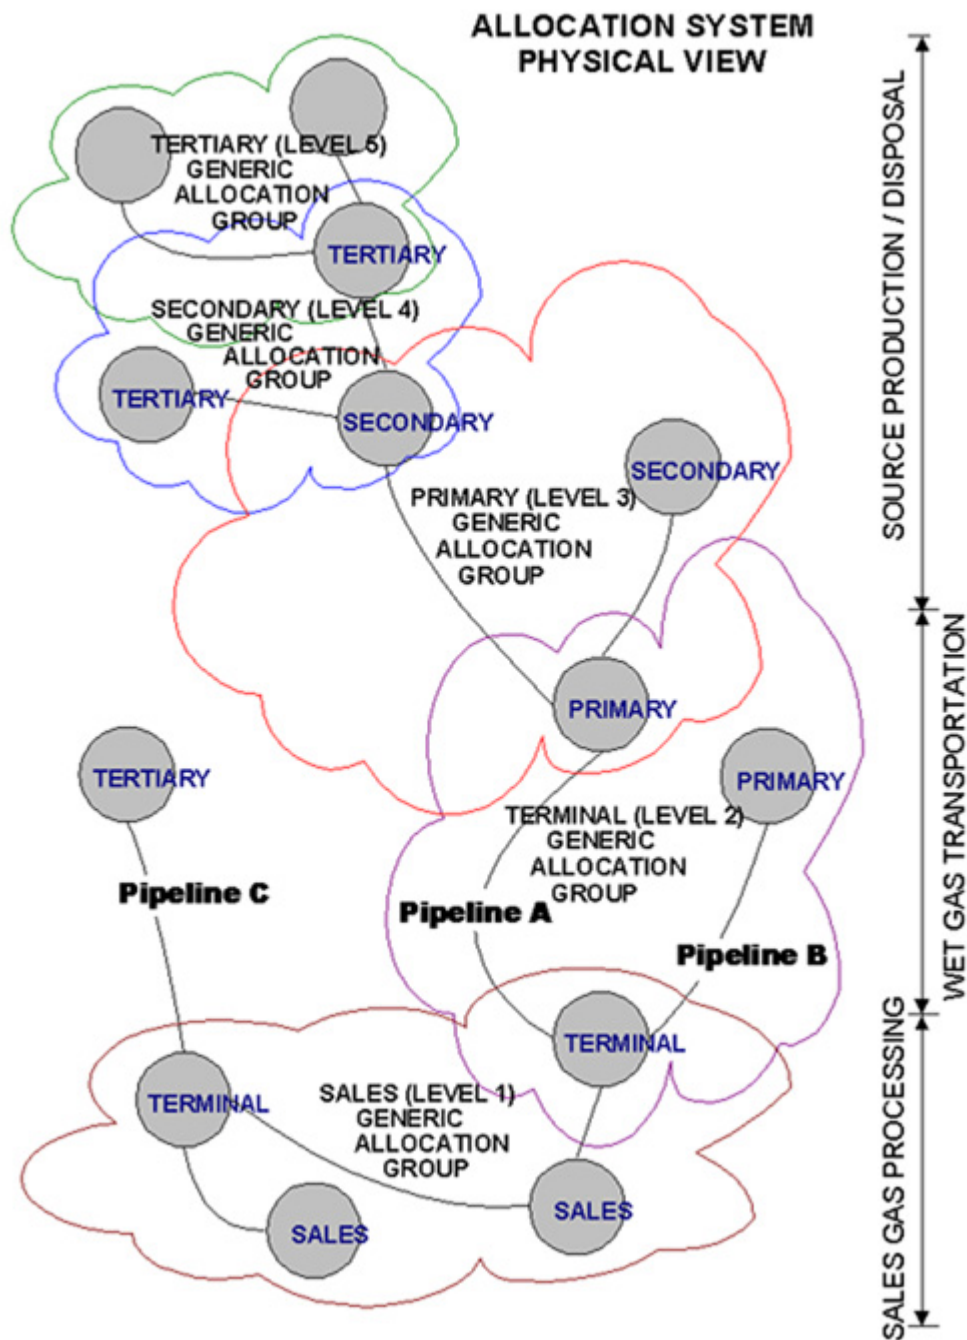 ALLOCATION SYSTEM
PHYSICAL VIEW
TERTIARY (LEVEL 5)
GENERIC
ALLOCATION
GROUP
TERTIARY
SECONDARY (LEVEL 4)
GENERIC
ALLOCATION
GROUP
TERTIARY
SECONDARY
SECONDARY
PRIMARY (LEVEL 3)
GENERIC
ALLOCATION
GROUP
PRIMARY
TERTIARY
PRIMARY
TERMINAL (LEVEL 2)
GENERIC
ALLOCATION
GROUP
Pipeline C
Pipeline A
Pipeline B
TERMINAL
TERMINAL
SALES (LEVEL 1)
GENERIC
ALLOCATION
GROUP
SALES
SALES
SOURCE PRODUCTION / DISPOSAL
WET GAS TRANSPORTATION
SALES GAS PROCESSING